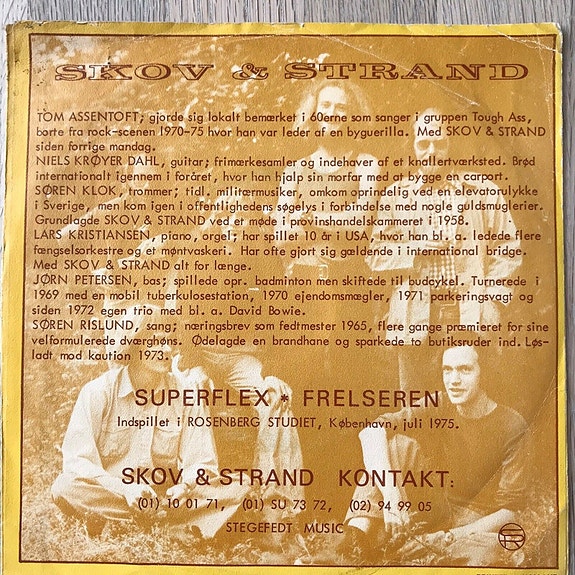 SKOV & STRAND
TOM ASSENTOFT; gjorde sig lokalt bemærket i 60erne som sanger i gruppen Tough Ass,
borte fra rock-scenen 1970-75 hvor han var leder af en byguerilla. Med SKOV & STRAND
siden forrige mandag.
NIELS KRØYER DAHL, guitar; frimærkesamler og indehaver af et knallertværksted. Brød
internationalt igennem i foråret, hvor han hjalp sin morfar med at bygge en carport.
SØREN KLOK, trommer; tidl. militærmusiker, omkom oprindelig ved en elevatorulykke
i Sverige, men kom igen i offentlighedens søgelys i forbindelse med nogle guldsmuglerier.
Grundlagde SKOV & STRAND ved et møde i provinshandelskammeret i 1958.
LARS KRISTIANSEN, piano, orgel; har spillet 10 år i USA, hvor han bl. a. ledede flere
fængselsorkestre og et møntvaskeri. Har ofte gjort sig gældende i international bridge.
Med SKOV & STRAND alt for længe.
JØRN PETERSEN, bas; spillede opr. badminton men skiftede til budcykel. Turnerede i
1969 med en mobil tuberkulosestation, 1970 ejendomsmægler, 1971 parkeringsvagt og
siden 1972 egen trio med bl. a. David Bowie.
SØREN RISLUND, sang; næringsbrev som fedtmester 1965, flere gange præmieret for sine
velformulerede dværghøns. Ødelagde en brandhane og sparkede to butiksruder ind. Løs-
ladt mod kaution 1973.
SUPERFLEX * FRELSEREN
Indspillet i ROSENBERG STUDIET, København, juli 1975.
SKOV & STRAND KONTAKT:
(01) 10 01 71, (01) SU 73 72, (02) 94 99 05
STEGEFEDT MUSIC